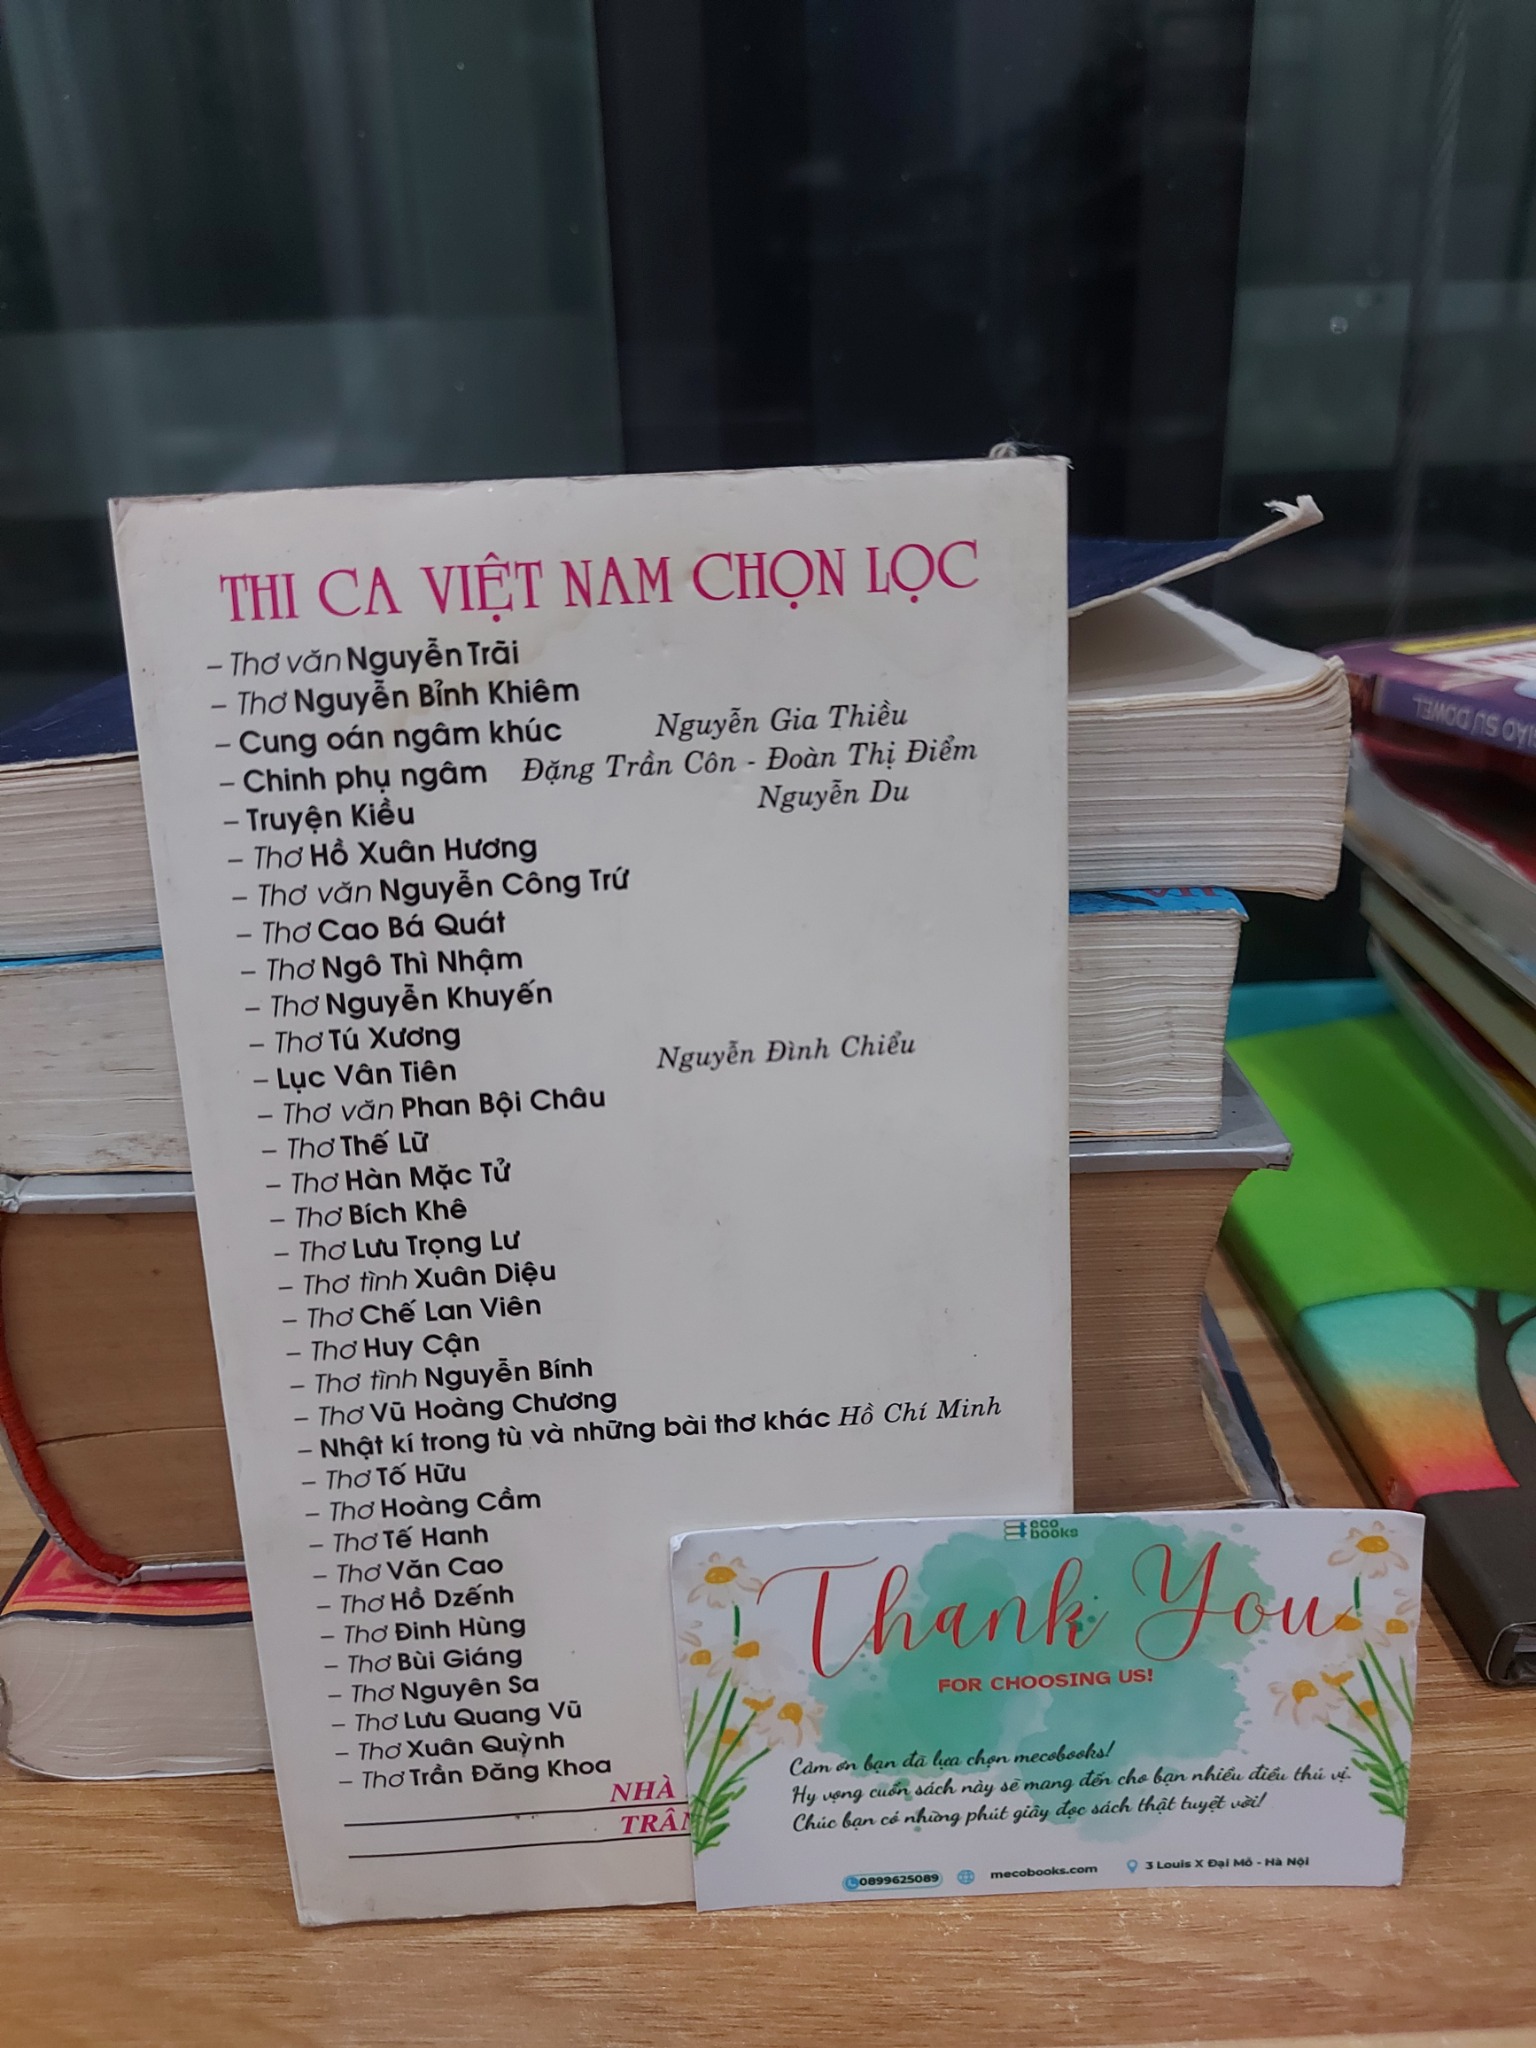 THI CA VIỆT NAM CHỌN LỌC
– Thơ văn Nguyễn Trãi
– Thơ Nguyễn Bỉnh Khiêm
– Cung oán ngâm khúc Nguyễn Gia Thiều
– Chinh phụ ngâm Đặng Trần Côn - Đoàn Thị Điểm
– Truyện Kiều Nguyễn Du
– Thơ Hồ Xuân Hương
– Thơ văn Nguyễn Công Trứ
– Thơ Cao Bá Quát
– Thơ Ngô Thì Nhậm
– Thơ Nguyễn Khuyến
– Thơ Tú Xương
– Lục Vân Tiên Nguyễn Đình Chiểu
– Thơ văn Phan Bội Châu
– Thơ Thế Lữ
– Thơ Hàn Mặc Tử
– Thơ Bích Khê
– Thơ Lưu Trọng Lư
– Thơ tình Xuân Diệu
– Thơ Chế Lan Viên
– Thơ Huy Cận
– Thơ tình Nguyễn Bính
– Thơ Vũ Hoàng Chương
– Nhật kí trong tù và những bài thơ khác Hồ Chí Minh
– Thơ Tố Hữu
– Thơ Hoàng Cầm
– Thơ Tế Hanh
– Thơ Văn Cao
– Thơ Hồ Dzếnh
– Thơ Đinh Hùng
– Thơ Bùi Giáng
– Thơ Nguyên Sa
– Thơ Lưu Quang Vũ
– Thơ Xuân Quỳnh
– Thơ Trần Đăng Khoa
NHÀ
TRÂN
eco
books
Thank You
FOR CHOOSING US!
Cảm ơn bạn đã lựa chọn mecobooks!
Hy vọng cuốn sách này sẽ mang đến cho bạn nhiều điều thú vị.
Chúc bạn có những phút giây đọc sách thật tuyệt vời!
0899625089 mecobooks.com 3 Louis X Đại Mỗ - Hà Nội
GIÁO SƯ DOWEL